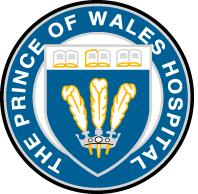 THE PRINCE OF WALES HOSPITAL